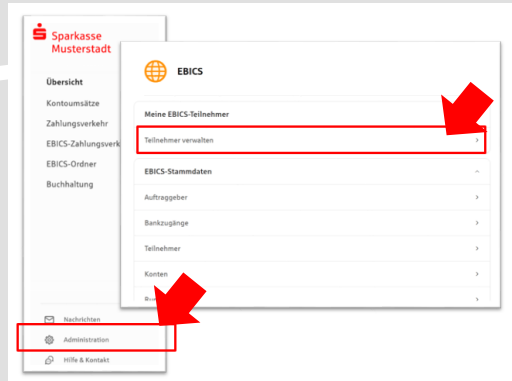 Sparkasse
Musterstadt
Übersicht
Kontoumsätze
Zahlungsverkehr
EBICS-Zahlungsverk
EBICS-Ordner
Buchhaltung
Nachrichten
Administration
Hilfe & Kontakt
EBICS
Meine EBICS-Teilnehmer
Teilnehmer verwalten
EBICS-Stammdaten
Auftraggeber
Bankzugänge
Teilnehmer
Konten